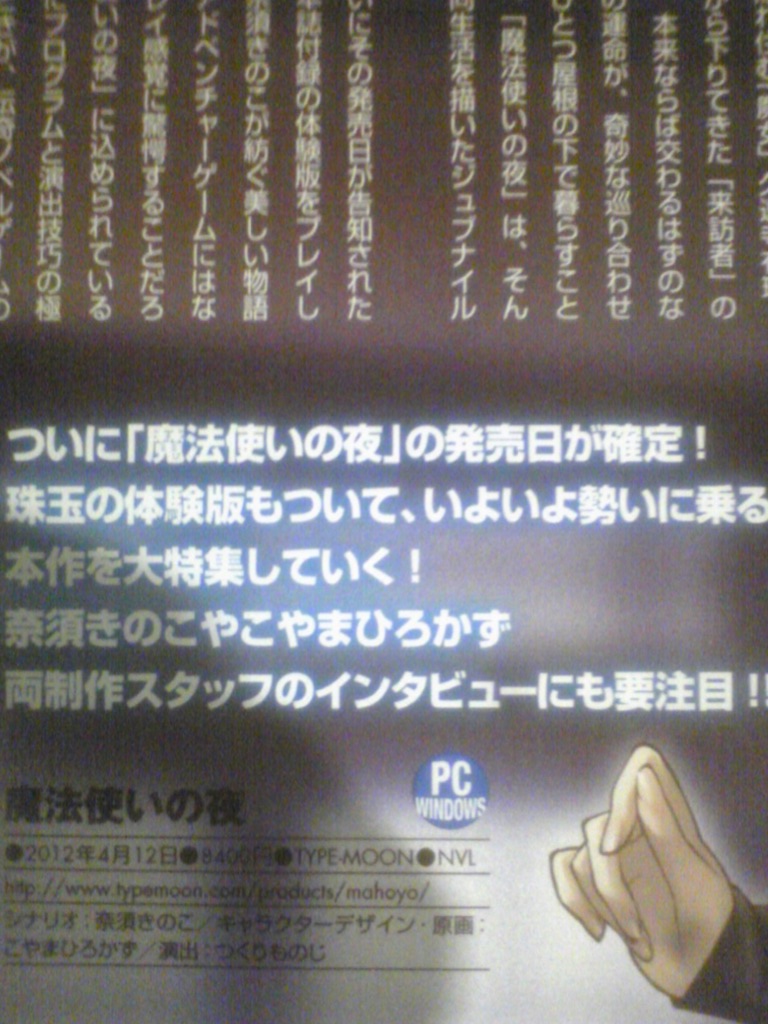 から下りてきた「来訪者」の
本来ならば交わるはずのな
の運命が、奇妙な巡り合わせ
ひとつ屋根の下で暮らすこと
「魔法使いの夜」は、そん
同生活を描いたジュブナイル
いにその発売日が告知された
本誌付録の体験版をプレイし
奈須きのこが紡ぐ美しい物語
アドベンチャーゲームにはな
レイ感覚に驚愕することだろ
いの夜」に込められている
プログラムと演出技巧の極
ついに「魔法使いの夜」の発売日が確定！
珠玉の体験版もついて、いよいよ勢いに乗る
本作を大特集していく！
奈須きのこやこやまひろかず
両制作スタッフのインタビューにも要注目！！
PC
WINDOWS
魔法使いの夜
●2012年4月12日●8400円●TYPE-MOON●NVL
http://www.typemoon.com/products/mahoyo/
シナリオ：奈須きのこ／キャラクターデザイン・原画：
こやまひろかず／演出：つくりものじ